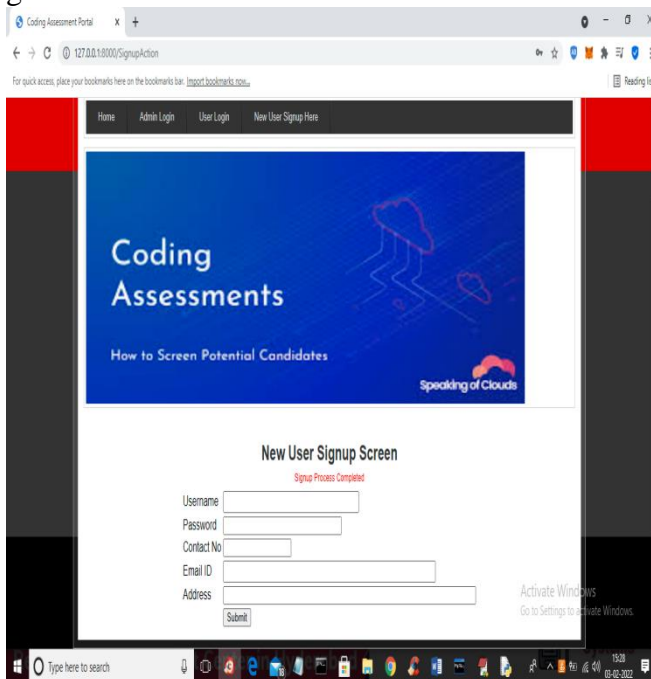 Coding Assessment Portal
127.0.0.1:8000/SignupAction
For quick access, place your bookmarks here on the bookmarks bar. Import bookmarks now...
Reading lis
Home Admin Login User Login New User Signup Here
Coding
Assessments
How to Screen Potential Candidates
Speaking of Clouds
New User Signup Screen
Signup Process Completed
Username
Password
Contact No
Email ID
Address
Submit
Activate Windows
Go to Settings to activate Windows.
Type here to search
15:28
03-02-2022